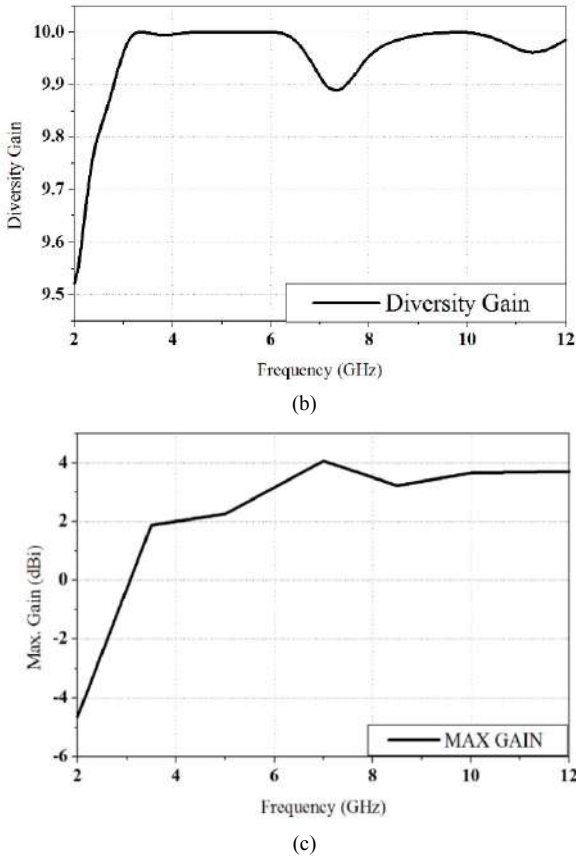 10.0
9.9
9.8
9.7
9.6
9.5
Diversity Gain
Diversity Gain
2 4 6 8 10 12
Frequency (GHz)
(b)
4
2
0
-2
-4
-6
Max. Gain (dBi)
MAX GAIN
2 4 6 8 10 12
Frequency (GHz)
(c)